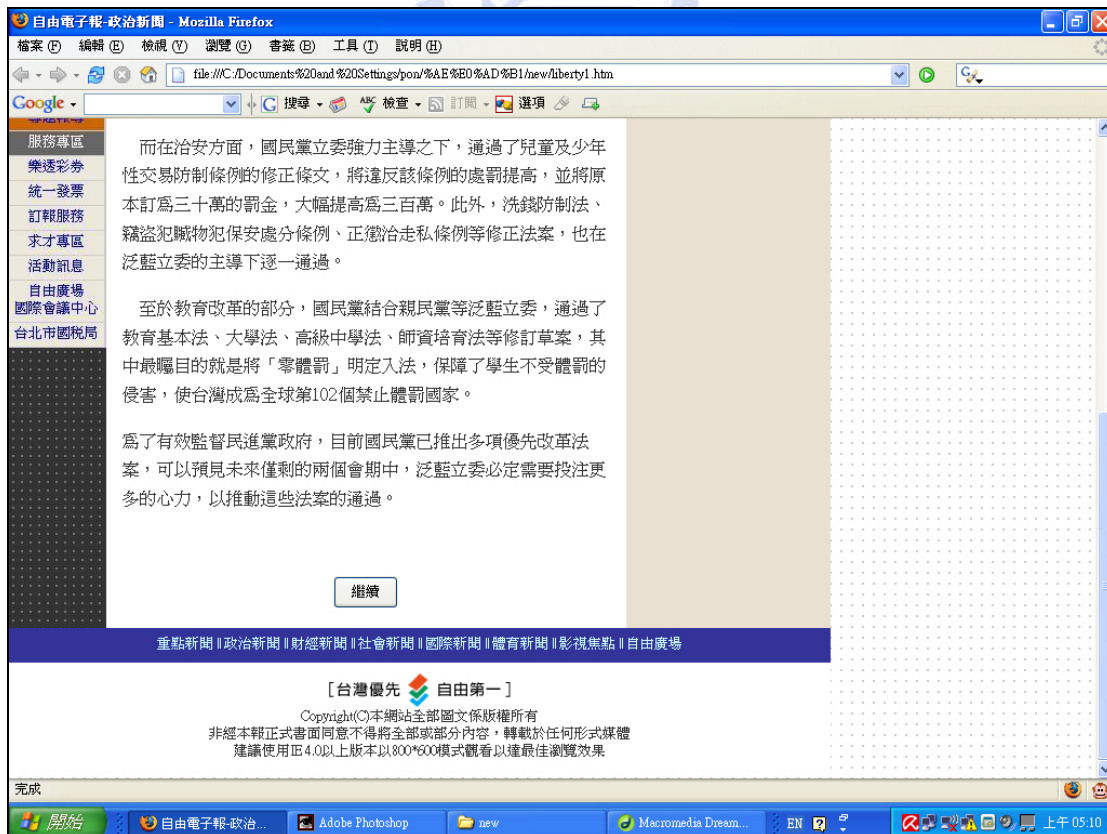 自由電子報-政治新聞 - Mozilla Firefox
檔案(F) 編輯(E) 檢視(V) 瀏覽(G) 書籤(B) 工具(T) 說明(H)
file:///C:/Documents%20and%20Settings/pon/%AE%E0%AD%B1/new/liberty1.htm
Google 搜尋 ABC 檢查 訂閱 選項
服務專區
樂透彩券
統一發票
訂報服務
求才專區
活動訊息
自由廣場
國際會議中心
台北市國稅局
而在治安方面，國民黨立委強力主導之下，通過了兒童及少年
性交易防制條例的修正條文，將違反該條例的處罰提高，並將原
本訂為三十萬的罰金，大幅提高為三百萬。此外，洗錢防制法、
竊盜犯贓物犯保安處分條例、正懲治走私條例等修正法案，也在
泛藍立委的主導下逐一通過。
至於教育改革的部分，國民黨結合親民黨等泛藍立委，通過了
教育基本法、大學法、高級中學法、師資培育法等修訂草案，其
中最矚目的就是將「零體罰」明定入法，保障了學生不受體罰的
侵害，使台灣成為全球第102個禁止體罰國家。
為了有效監督民進黨政府，目前國民黨已推出多項優先改革法
案，可以預見未來僅剩的兩個會期中，泛藍立委必定需要投注更
多的心力，以推動這些法案的通過。
繼續
重點新聞∥政治新聞∥財經新聞∥社會新聞∥國際新聞∥體育新聞∥影視焦點∥自由廣場
[台灣優先 自由第一]
Copyright(C)本網站全部圖文係版權所有
非經本報正式書面同意不得將全部或部分內容，轉載於任何形式媒體
建議使用IE4.0以上版本以800*600模式觀看以達最佳瀏覽效果
完成
開始 自由電子報-政治... Adobe Photoshop new Macromedia Dream... EN 上午 05:10